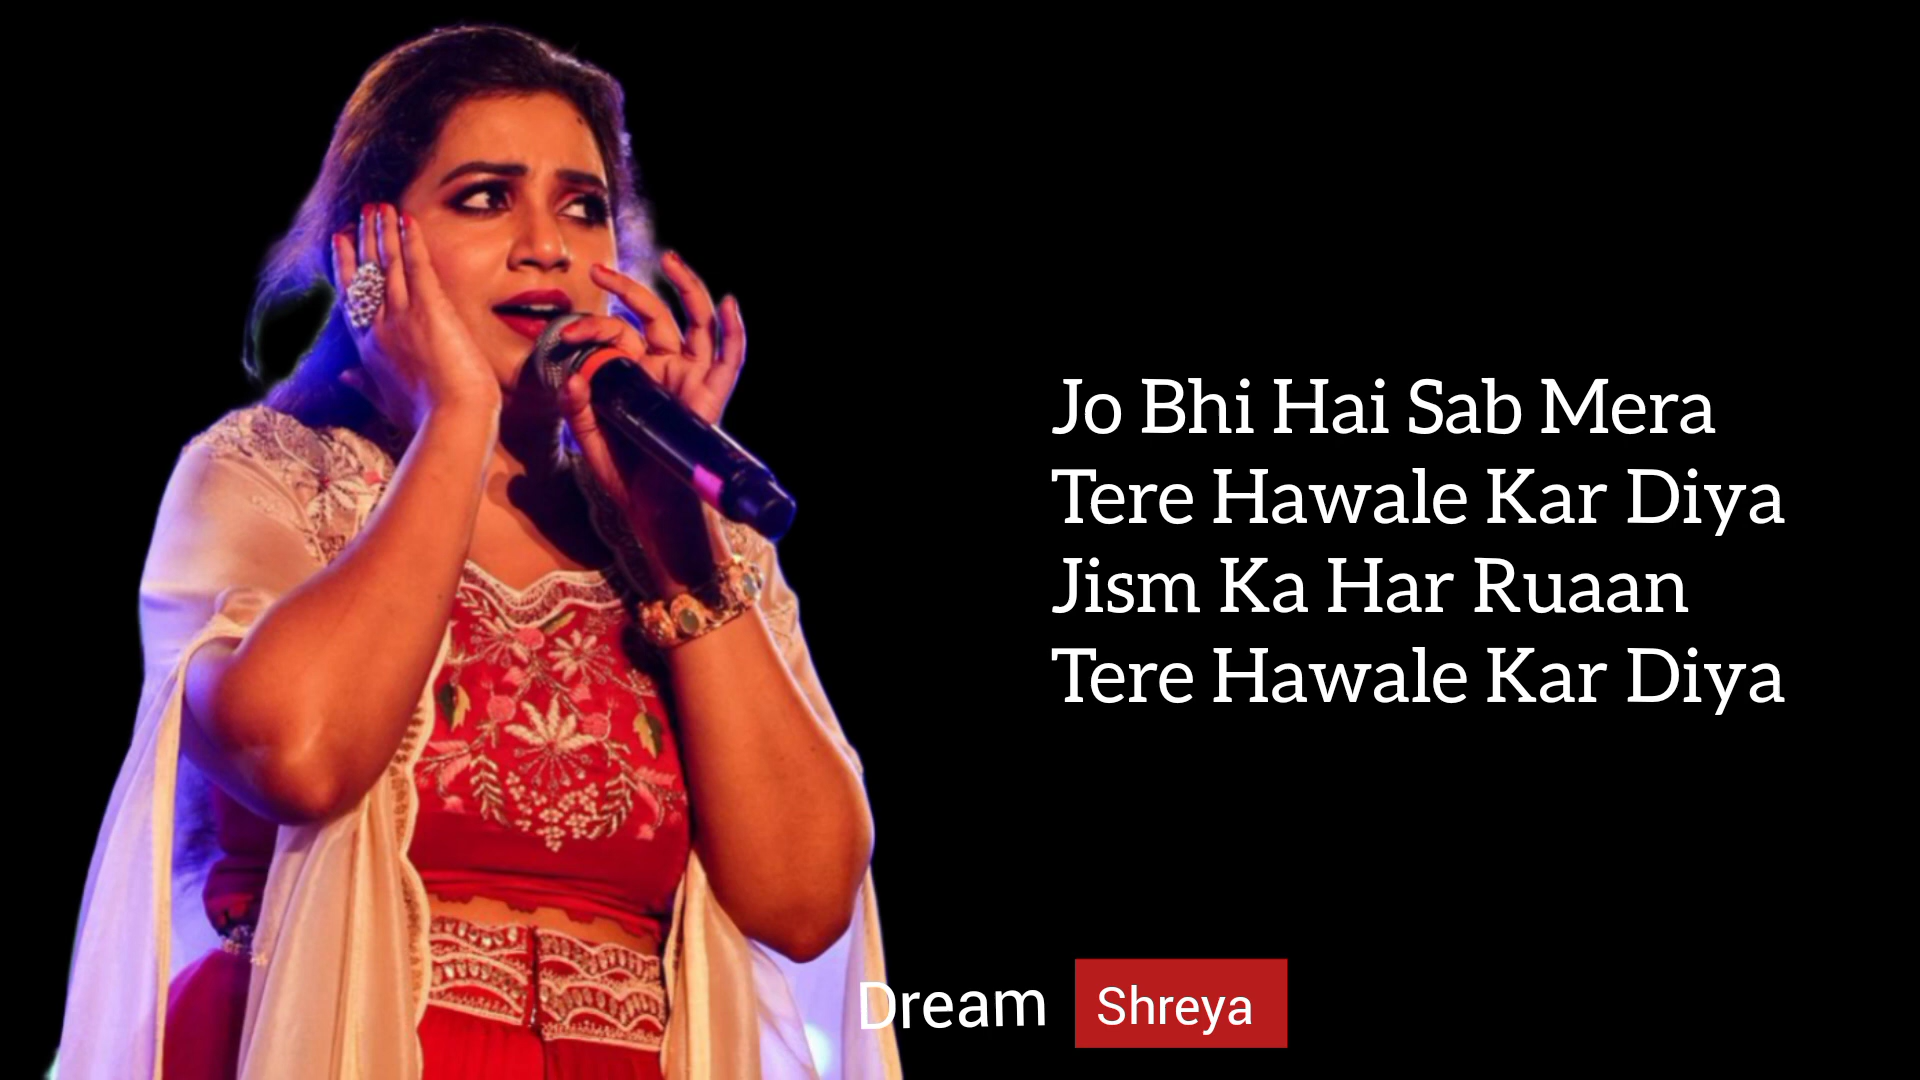 Jo Bhi Hai Sab Mera
Tere Hawale Kar Diya
Jism Ka Har Ruaan
Tere Hawale Kar Diya
Dream Shreya